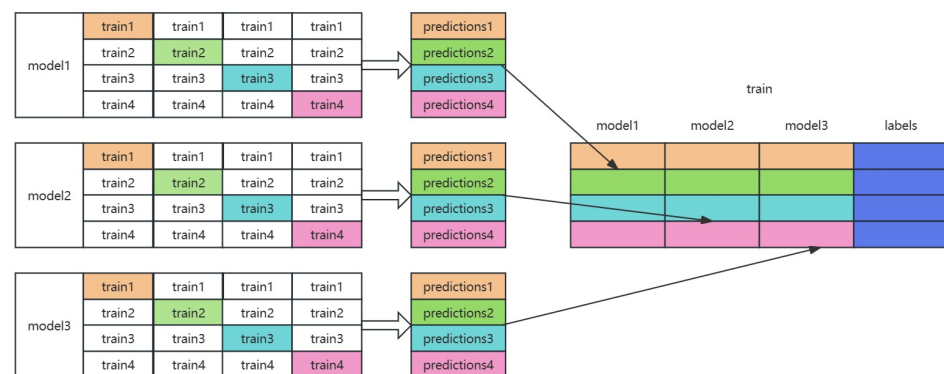 train1 train1 train1 train1 predictions1
train2 train2 train2 train2 predictions2
model1
train3 train3 train3 train3 predictions3
train4 train4 train4 train4 predictions4
train
model1 model2 model3 labels
train1 train1 train1 train1 predictions1
train2 train2 train2 train2 predictions2
model2
train3 train3 train3 train3 predictions3
train4 train4 train4 train4 predictions4
train1 train1 train1 train1 predictions1
train2 train2 train2 train2 predictions2
model3
train3 train3 train3 train3 predictions3
train4 train4 train4 train4 predictions4